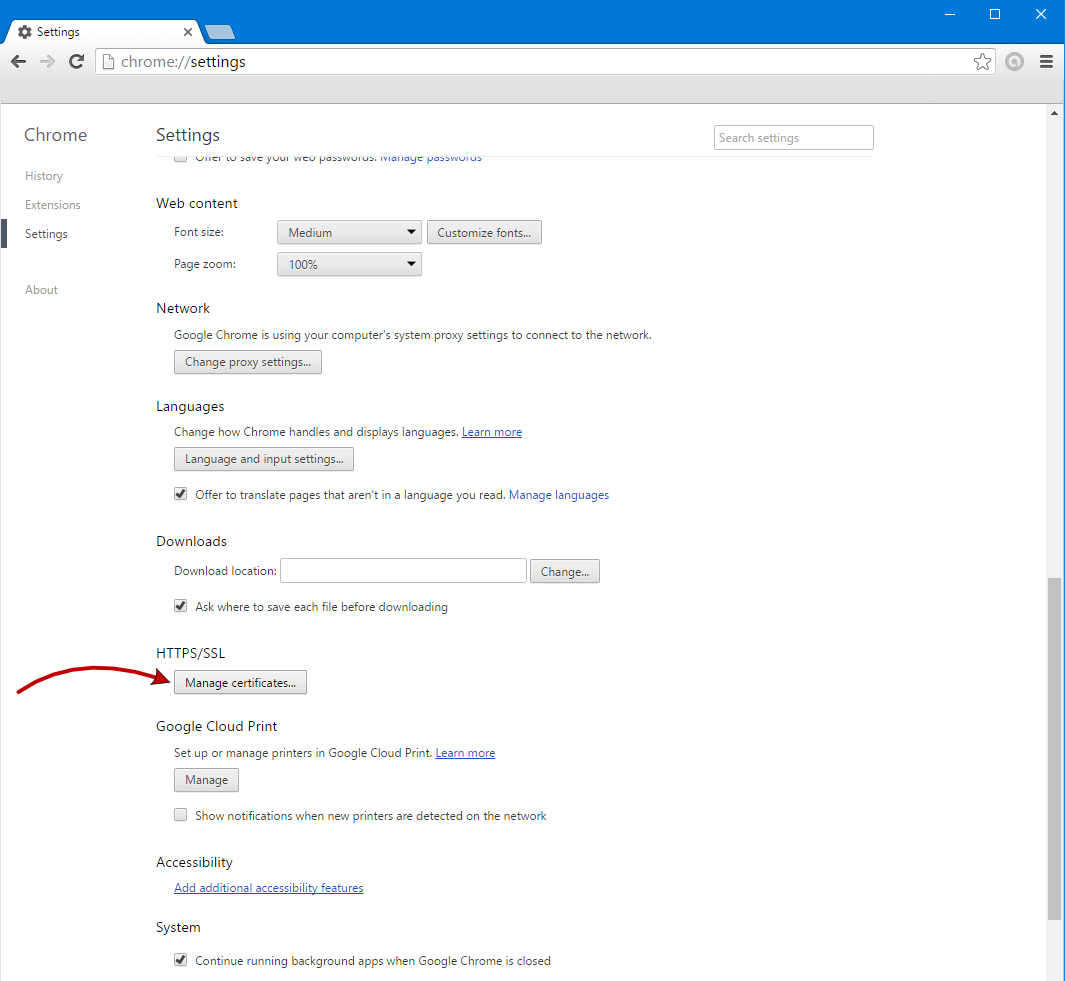 Settings
chrome://settings
Chrome
Settings
Search settings
History
Extensions
Settings
About
Offer to save your web passwords. Manage passwords
Web content
Font size: Medium Customize fonts...
Page zoom: 100%
Network
Google Chrome is using your computer's system proxy settings to connect to the network.
Change proxy settings...
Languages
Change how Chrome handles and displays languages. Learn more
Language and input settings...
Offer to translate pages that aren't in a language you read. Manage languages
Downloads
Download location: Change...
Ask where to save each file before downloading
HTTPS/SSL
Manage certificates...
Google Cloud Print
Set up or manage printers in Google Cloud Print. Learn more
Manage
Show notifications when new printers are detected on the network
Accessibility
Add additional accessibility features
System
Continue running background apps when Google Chrome is closed